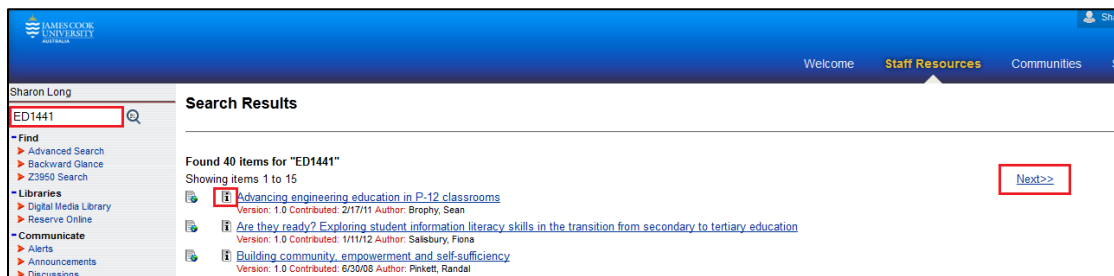 JAMES COOK
UNIVERSITY
AUSTRALIA
Sh
Welcome Staff Resources Communities S
Sharon Long
ED1441
Search Results
- Find
Advanced Search
Backward Glance
Z3950 Search
- Libraries
Digital Media Library
Reserve Online
- Communicate
Alerts
Announcements
Discussions
Found 40 items for "ED1441"
Showing items 1 to 15
Next>>
Advancing engineering education in P-12 classrooms
Version: 1.0 Contributed: 2/17/11 Author: Brophy, Sean
Are they ready? Exploring student information literacy skills in the transition from secondary to tertiary education
Version: 1.0 Contributed: 1/11/12 Author: Salisbury, Fiona
Building community, empowerment and self-sufficiency
Version: 1.0 Contributed: 6/30/08 Author: Pinkett, Randal